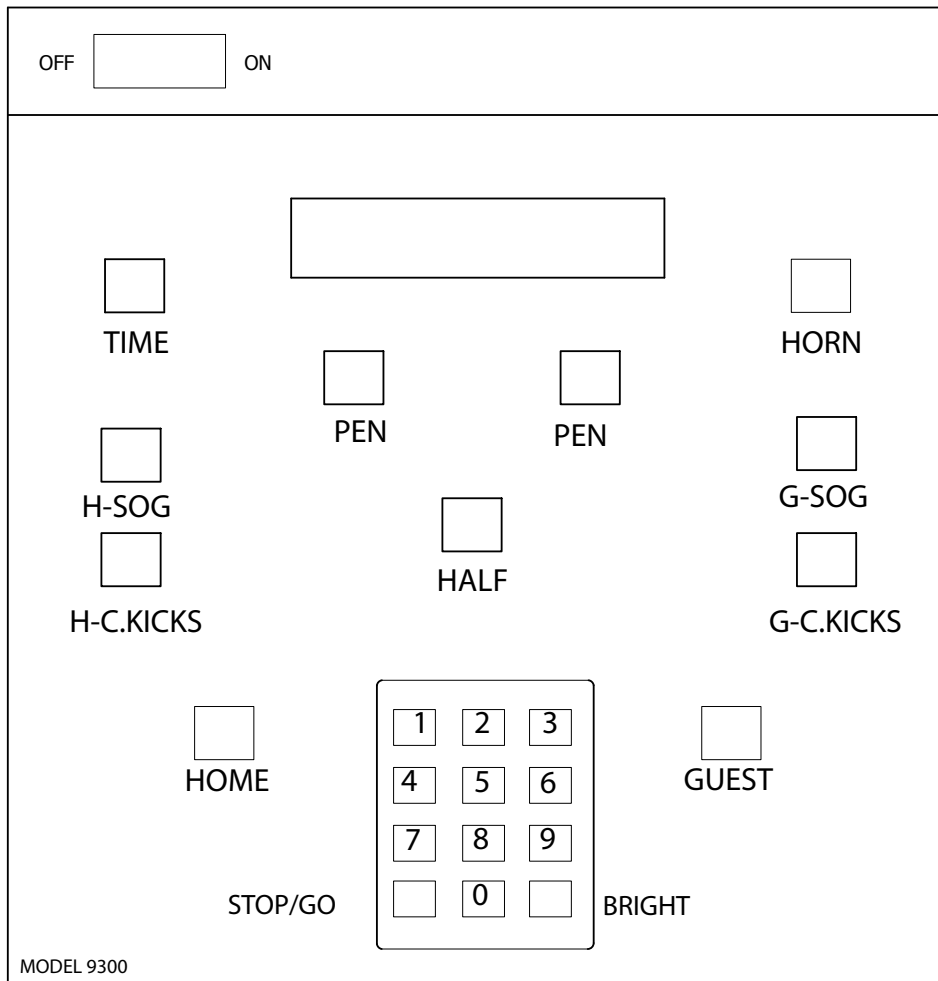 OFF ON
TIME
HORN
PEN
PEN
H-SOG
G-SOG
HALF
H-C.KICKS
G-C.KICKS
1 2 3
HOME
GUEST
4 5 6
7 8 9
STOP/GO
0
BRIGHT
MODEL 9300